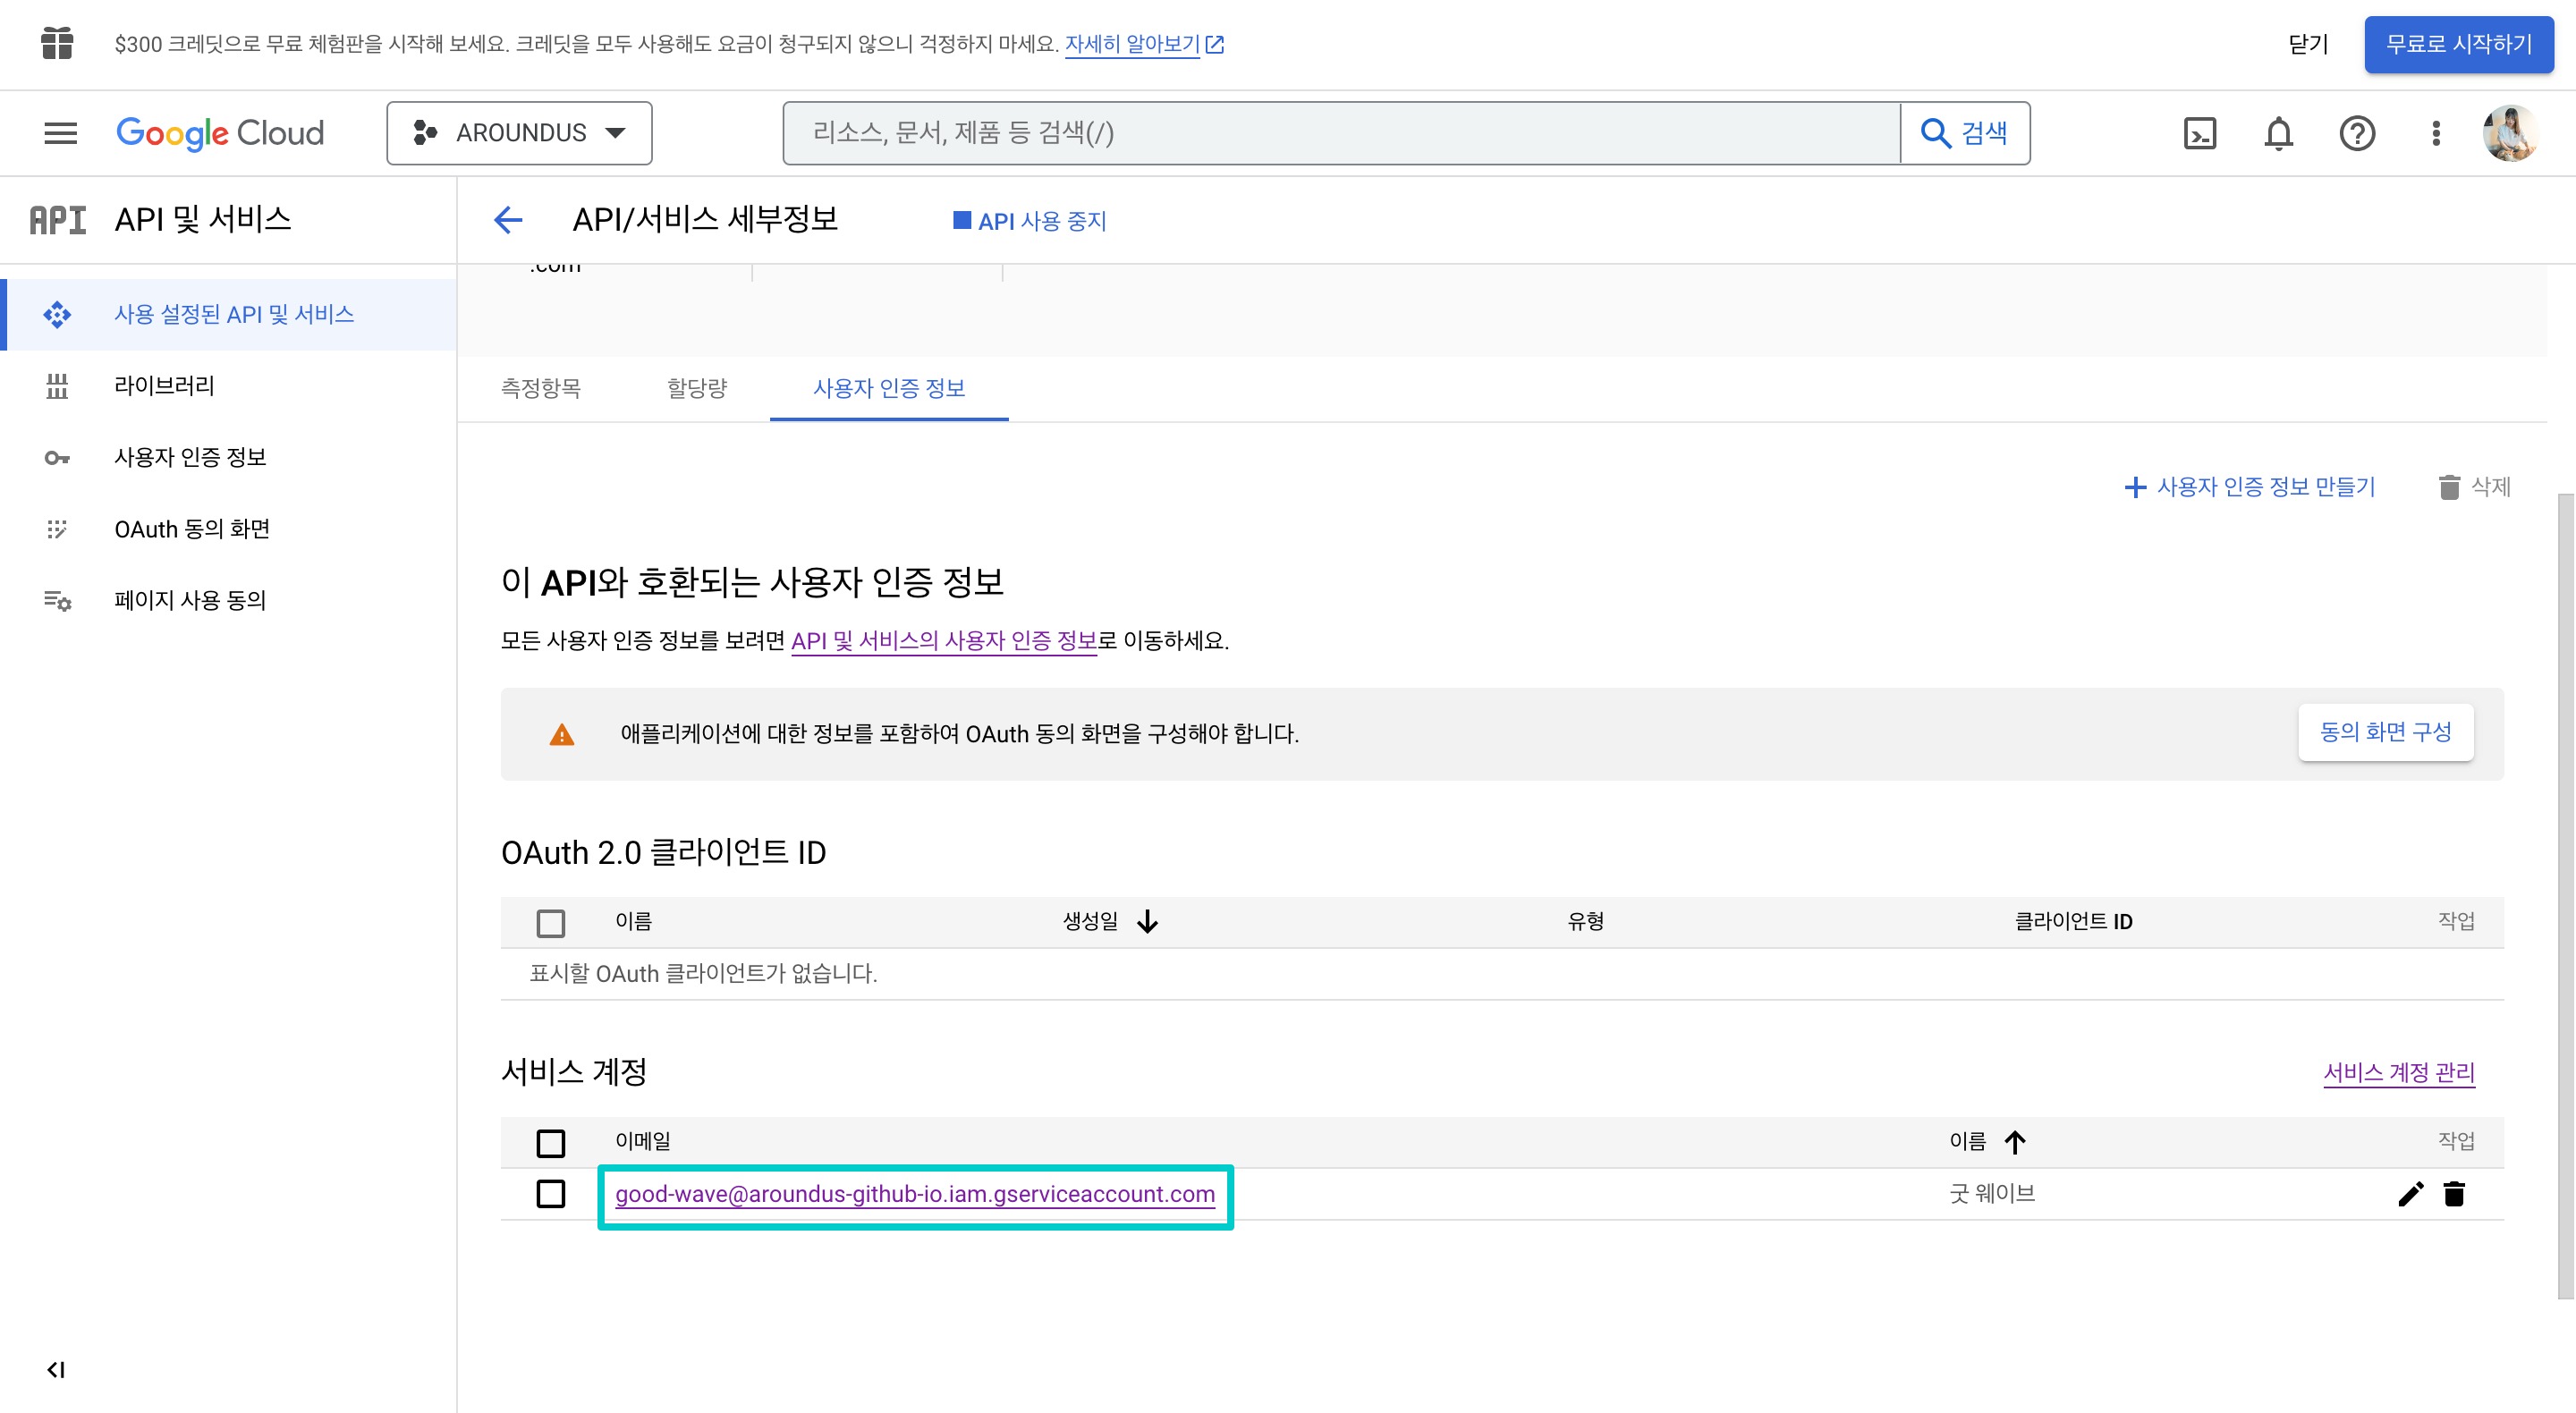 $300 크레딧으로 무료 체험판을 시작해 보세요. 크레딧을 모두 사용해도 요금이 청구되지 않으니 걱정하지 마세요. 자세히 알아보기
닫기
무료로 시작하기
Google Cloud
AROUNDUS
리소스, 문서, 제품 등 검색(/)
검색
API
API 및 서비스
API/서비스 세부정보
API 사용 중지
.com
사용 설정된 API 및 서비스
라이브러리
사용자 인증 정보
OAuth 동의 화면
페이지 사용 동의
측정항목
할당량
사용자 인증 정보
사용자 인증 정보 만들기
삭제
이 API와 호환되는 사용자 인증 정보
모든 사용자 인증 정보를 보려면 API 및 서비스의 사용자 인증 정보로 이동하세요.
애플리케이션에 대한 정보를 포함하여 OAuth 동의 화면을 구성해야 합니다.
동의 화면 구성
OAuth 2.0 클라이언트 ID
이름 생성일 유형 클라이언트 ID 작업
표시할 OAuth 클라이언트가 없습니다.
서비스 계정
서비스 계정 관리
이메일 이름 작업
good-wave@aroundus-github-io.iam.gserviceaccount.com 굿 웨이브